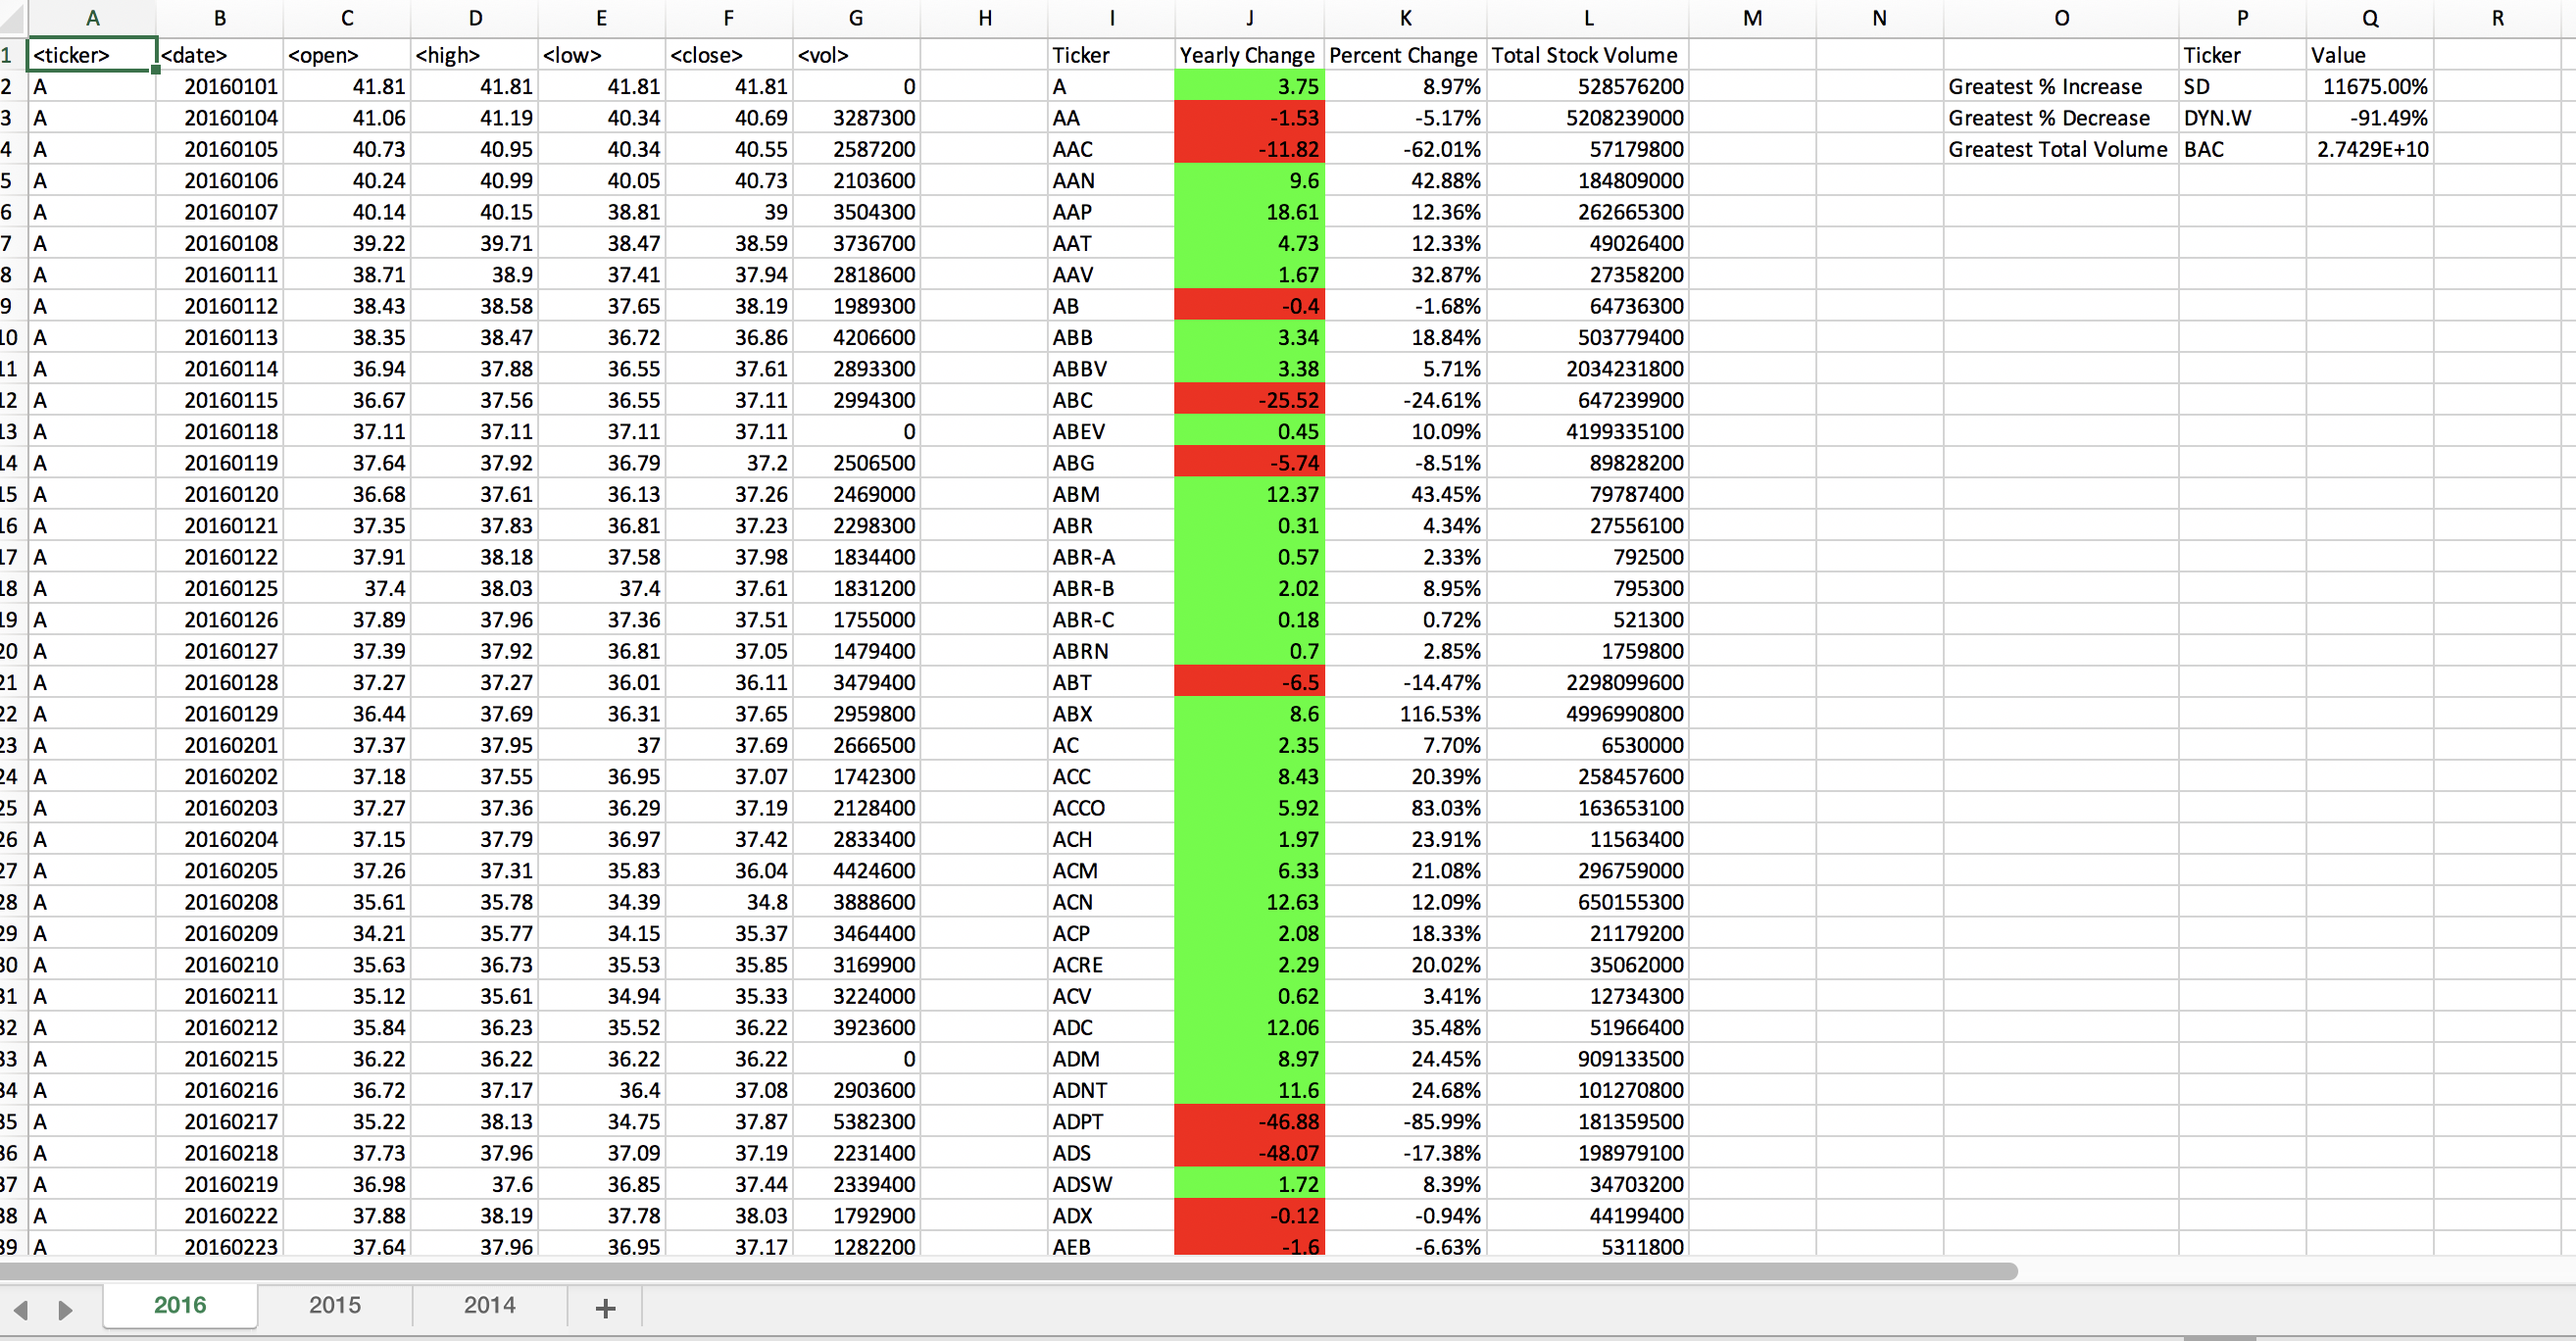 A B C D E F G H I J K L M N O P Q R
1 <ticker> <date> <open> <high> <low> <close> <vol> Ticker Yearly Change Percent Change Total Stock Volume Ticker Value
2 A 20160101 41.81 41.81 41.81 41.81 0 A 3.75 8.97% 528576200 Greatest % Increase SD 11675.00%
3 A 20160104 41.06 41.19 40.34 40.69 3287300 AA -1.53 -5.17% 5208239000 Greatest % Decrease DYN.W -91.49%
4 A 20160105 40.73 40.95 40.34 40.55 2587200 AAC -11.82 -62.01% 57179800 Greatest Total Volume BAC 2.7429E+10
5 A 20160106 40.24 40.99 40.05 40.73 2103600 AAN 9.6 42.88% 184809000
6 A 20160107 40.14 40.15 38.81 39 3504300 AAP 18.61 12.36% 262665300
7 A 20160108 39.22 39.71 38.47 38.59 3736700 AAT 4.73 12.33% 49026400
8 A 20160111 38.71 38.9 37.41 37.94 2818600 AAV 1.67 32.87% 27358200
9 A 20160112 38.43 38.58 37.65 38.19 1989300 AB -0.4 -1.68% 64736300
10 A 20160113 38.35 38.47 36.72 36.86 4206600 ABB 3.34 18.84% 503779400
11 A 20160114 36.94 37.88 36.55 37.61 2893300 ABBV 3.38 5.71% 2034231800
12 A 20160115 36.67 37.56 36.55 37.11 2994300 ABC -25.52 -24.61% 647239900
13 A 20160118 37.11 37.11 37.11 37.11 0 ABEV 0.45 10.09% 4199335100
14 A 20160119 37.64 37.92 36.79 37.2 2506500 ABG -5.74 -8.51% 89828200
15 A 20160120 36.68 37.61 36.13 37.26 2469000 ABM 12.37 43.45% 79787400
16 A 20160121 37.35 37.83 36.81 37.23 2298300 ABR 0.31 4.34% 27556100
17 A 20160122 37.91 38.18 37.58 37.98 1834400 ABR-A 0.57 2.33% 792500
18 A 20160125 37.4 38.03 37.4 37.61 1831200 ABR-B 2.02 8.95% 795300
19 A 20160126 37.89 37.96 37.36 37.51 1755000 ABR-C 0.18 0.72% 521300
20 A 20160127 37.39 37.92 36.81 37.05 1479400 ABRN 0.7 2.85% 1759800
21 A 20160128 37.27 37.27 36.01 36.11 3479400 ABT -6.5 -14.47% 2298099600
22 A 20160129 36.44 37.69 36.31 37.65 2959800 ABX 8.6 116.53% 4996990800
23 A 20160201 37.37 37.95 37 37.69 2666500 AC 2.35 7.70% 6530000
24 A 20160202 37.18 37.55 36.95 37.07 1742300 ACC 8.43 20.39% 258457600
25 A 20160203 37.27 37.36 36.29 37.19 2128400 ACCO 5.92 83.03% 163653100
26 A 20160204 37.15 37.79 36.97 37.42 2833400 ACH 1.97 23.91% 11563400
27 A 20160205 37.26 37.31 35.83 36.04 4424600 ACM 6.33 21.08% 296759000
28 A 20160208 35.61 35.78 34.39 34.8 3888600 ACN 12.63 12.09% 650155300
29 A 20160209 34.21 35.77 34.15 35.37 3464400 ACP 2.08 18.33% 21179200
30 A 20160210 35.63 36.73 35.53 35.85 3169900 ACRE 2.29 20.02% 35062000
31 A 20160211 35.12 35.61 34.94 35.33 3224000 ACV 0.62 3.41% 12734300
32 A 20160212 35.84 36.23 35.52 36.22 3923600 ADC 12.06 35.48% 51966400
33 A 20160215 36.22 36.22 36.22 36.22 0 ADM 8.97 24.45% 909133500
34 A 20160216 36.72 37.17 36.4 37.08 2903600 ADNT 11.6 24.68% 101270800
35 A 20160217 35.22 38.13 34.75 37.87 5382300 ADPT -46.88 -85.99% 181359500
36 A 20160218 37.73 37.96 37.09 37.19 2231400 ADS -48.07 -17.38% 198979100
37 A 20160219 36.98 37.6 36.85 37.44 2339400 ADSW 1.72 8.39% 34703200
38 A 20160222 37.88 38.19 37.78 38.03 1792900 ADX -0.12 -0.94% 44199400
39 A 20160223 37.64 37.96 36.95 37.17 1282200 AEB -1.6 -6.63% 5311800
2016 2015 2014 +